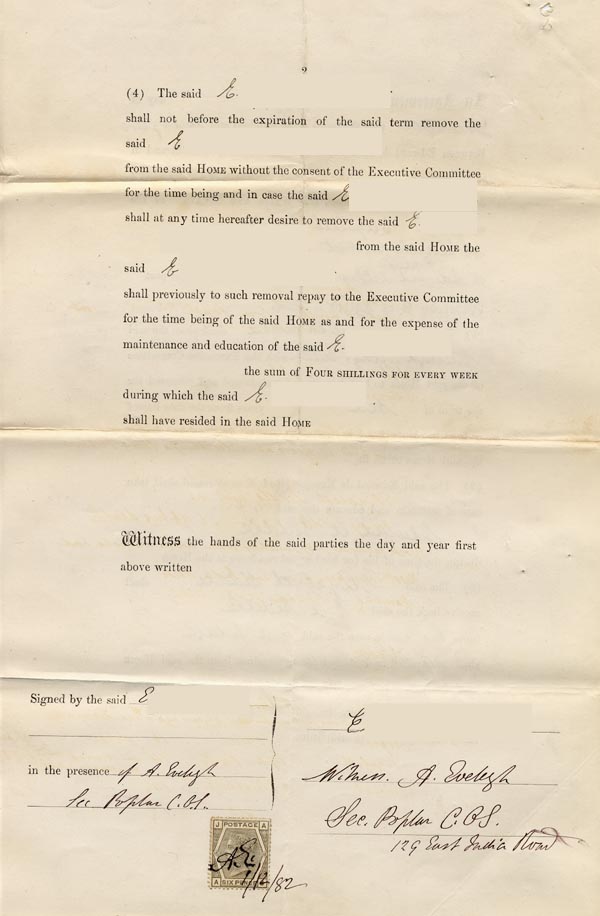 2
(4) The said E.
shall not before the expiration of the said term remove the
said E
from the said HOME without the consent of the Executive Committee
for the time being and in case the said E
shall at any time hereafter desire to remove the said E.
from the said HOME the
said E
shall previously to such removal repay to the Executive Committee
for the time being of the said HOME as and for the expense of the
maintenance and education of the said E.
the sum of FOUR SHILLINGS FOR EVERY WEEK
during which the said E.
shall have resided in the said HOME
Witness the hands of the said parties the day and year first
above written
Signed by the said E
E
in the presence of A. Evelegh
Sec Poplar C.O.S.
Witness. A. Evelegh
Sec. Poplar C.O.S.
129 East India Road
J POSTAGE A
A.E.
A SIX PENCE J
1/12/82